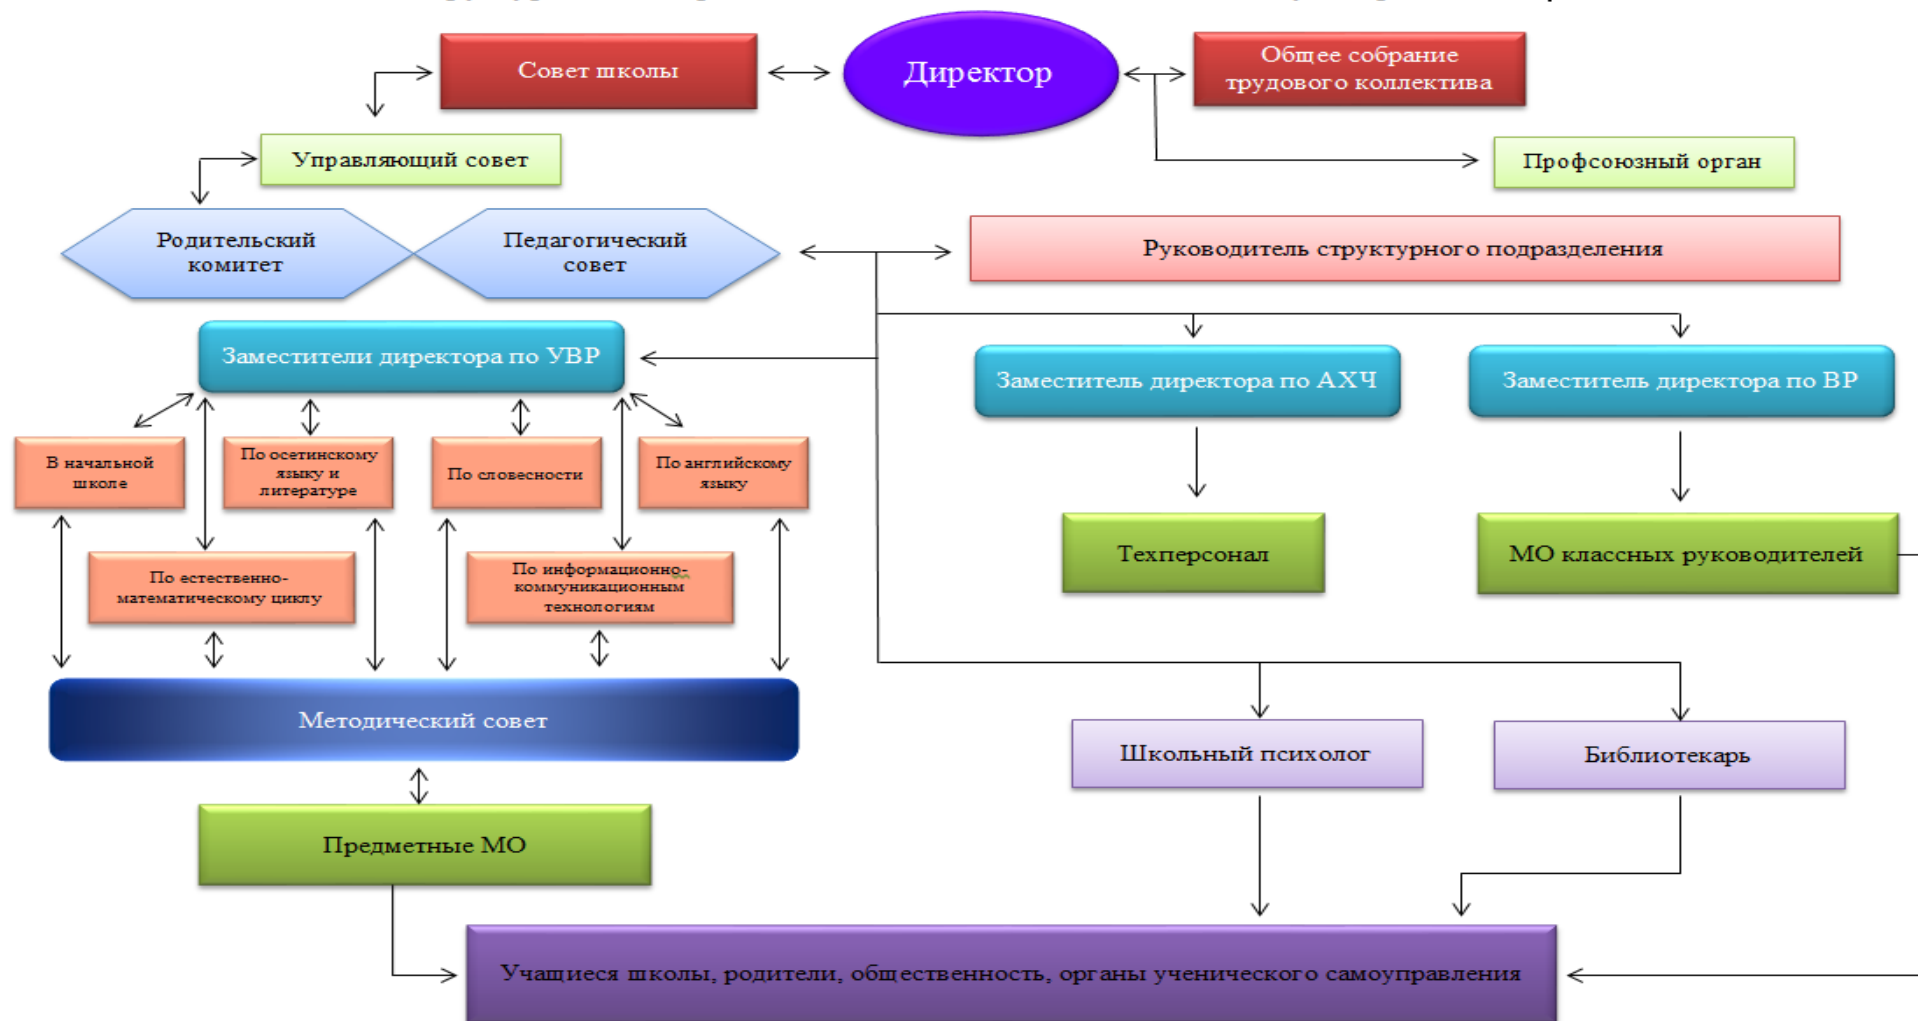 Совет школы
Директор
Общее собрание
трудового коллектива
Управляющий совет
Профсоюзный орган
Родительский
комитет
Педагогический
совет
Руководитель структурного подразделения
Заместители директора по УВР
Заместитель директора по АХЧ
Заместитель директора по ВР
В начальной
школе
По осетинскому
языку и
литературе
По словесности
По английскому
языку
По естественно-
математическому циклу
По информационно-
коммуникационным
технологиям
Техперсонал
МО классных руководителей
Методический совет
Школьный психолог
Библиотекарь
Предметные МО
Учащиеся школы, родители, общественность, органы ученического самоуправления